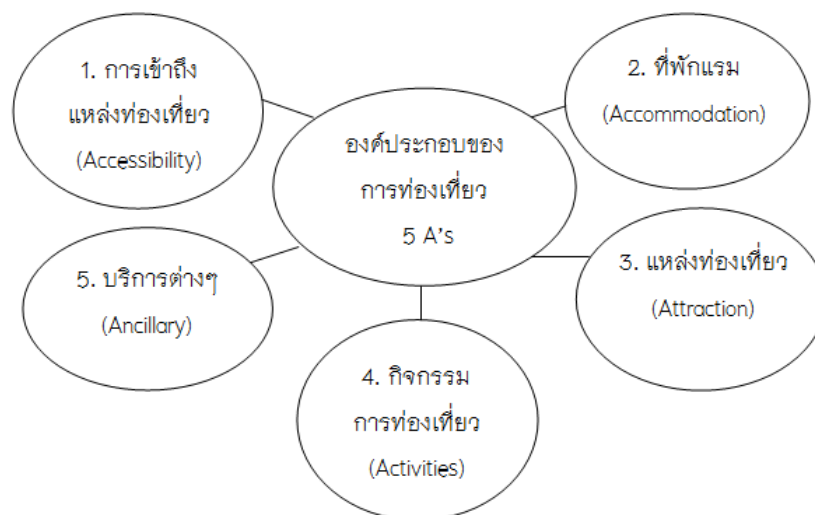 องค์ประกอบของ
การท่องเที่ยว
5 A's
1. การเข้าถึง
แหล่งท่องเที่ยว
(Accessibility)
2. ที่พักแรม
(Accommodation)
3. แหล่งท่องเที่ยว
(Attraction)
4. กิจกรรม
การท่องเที่ยว
(Activities)
5. บริการต่างๆ
(Ancillary)